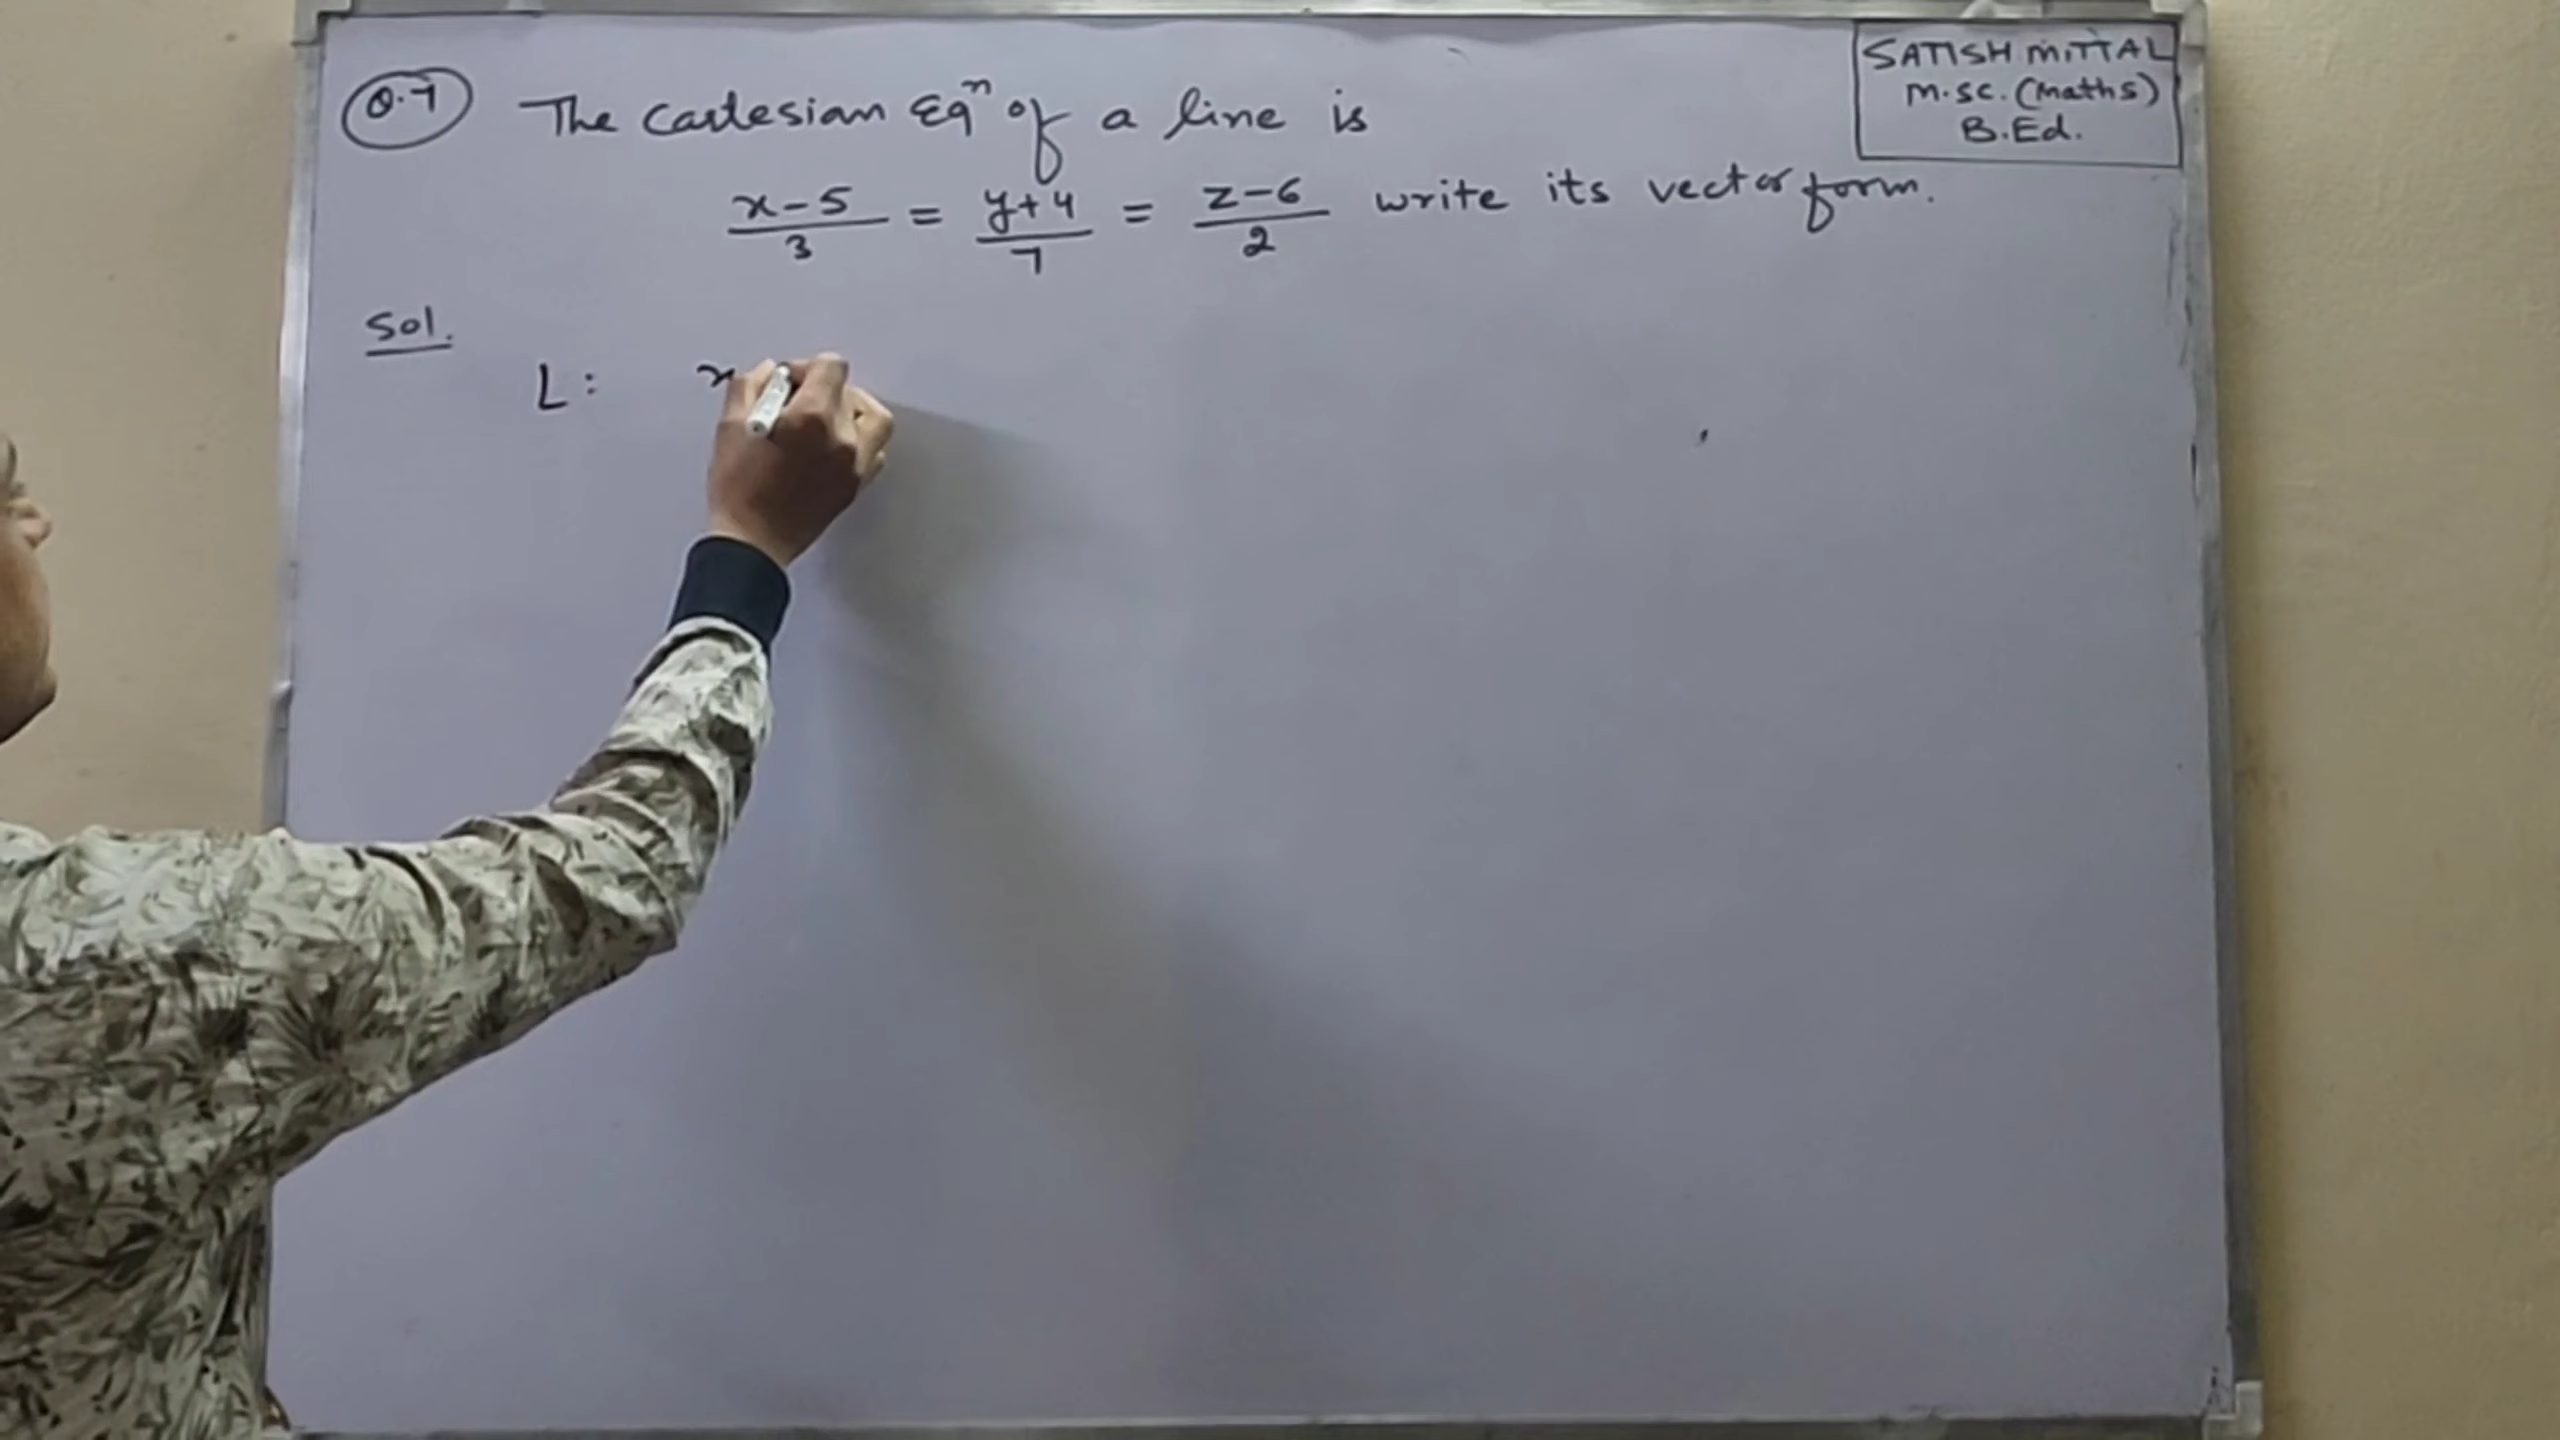 Q.7 The Cartesian Eqⁿ of a line is
x-5/3 = y+4/7 = z-6/2 write its vector form.
SATISH MITTAL
M.SC. (Maths)
B.Ed.
Sol.
L: x